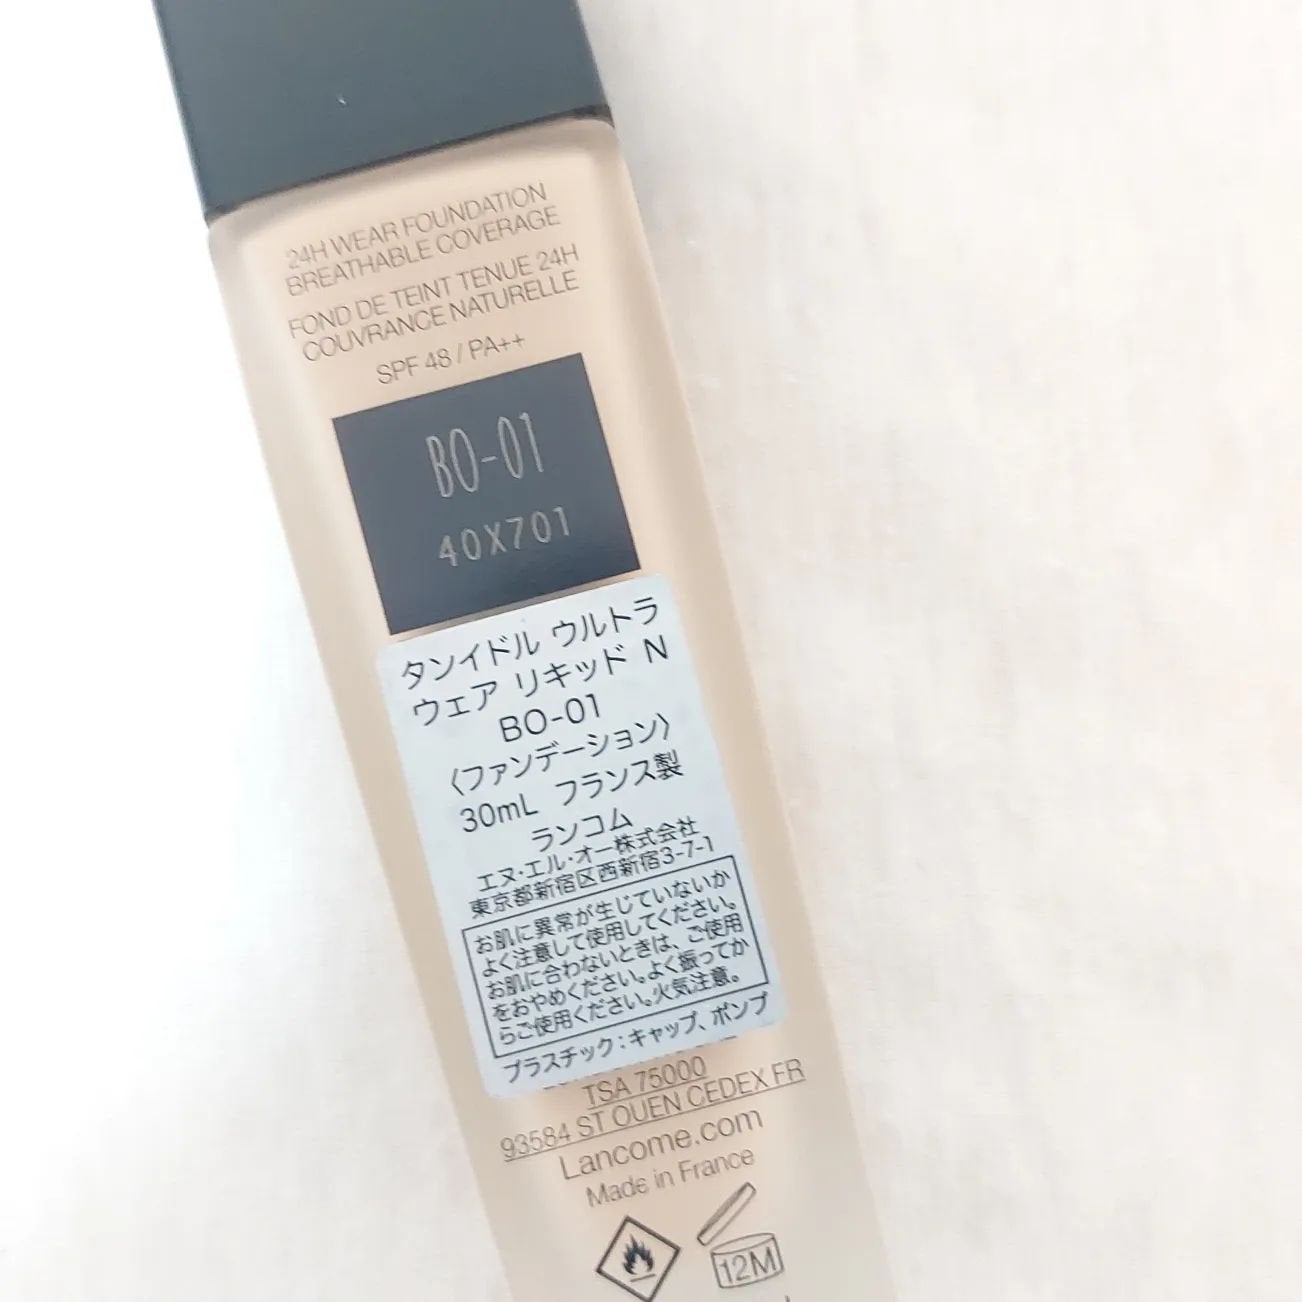 24H WEAR FOUNDATION
BREATHABLE COVERAGE
FOND DE TEINT TENUE 24H
COUVRANCE NATURELLE
SPF 48 / PA++
BO-01
40X701
タンイドル ウルトラ
ウェア リキッド N
BO-01
〈ファンデーション〉
30mL フランス製
ランコム
エヌ・エル・オー株式会社
東京都新宿区西新宿3-7-1
お肌に異常が生じていないか
よく注意して使用してください。
お肌に合わないときは、ご使用
をおやめください。よく振ってか
らご使用ください。火気注意。
プラスチック：キャップ、ポンプ
TSA 75000
93584 ST OUEN CEDEX FR
Lancome.com
Made in France
12M